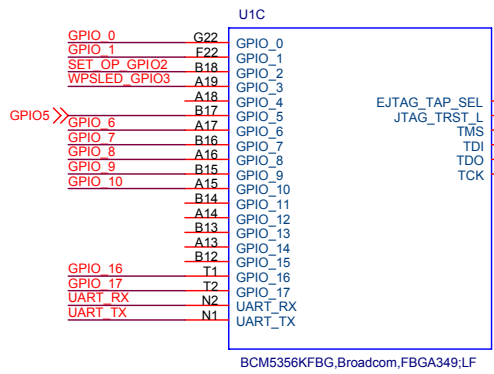 U1C
GPIO_0 G22 GPIO_0
GPIO_1 F22 GPIO_1
SET_OP_GPIO2 B18 GPIO_2
WPSLED_GPIO3 A19 GPIO_3
A18 GPIO_4 EJTAG_TAP_SEL
GPIO5 B17 GPIO_5 JTAG_TRST_L
GPIO_6 A17 GPIO_6 TMS
GPIO_7 B16 GPIO_7 TDI
GPIO_8 A16 GPIO_8 TDO
GPIO_9 B15 GPIO_9 TCK
GPIO_10 A15 GPIO_10
B14 GPIO_11
A14 GPIO_12
B13 GPIO_13
A13 GPIO_14
B12 GPIO_15
GPIO_16 T1 GPIO_16
GPIO_17 T2 GPIO_17
UART_RX N2 UART_RX
UART_TX N1 UART_TX
BCM5356KFBG,Broadcom,FBGA349;LF